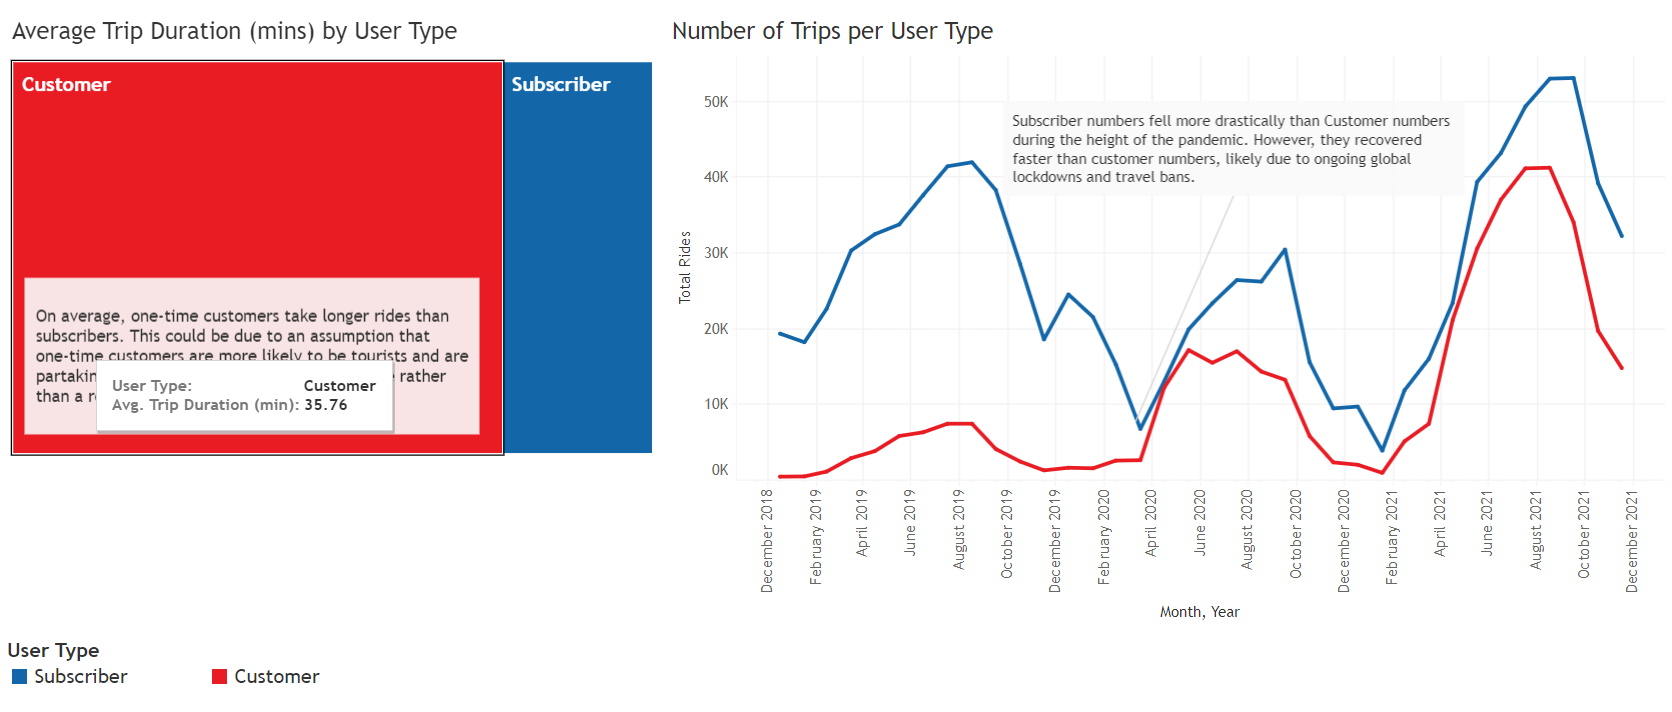 Average Trip Duration (mins) by User Type
Customer
Subscriber
On average, one-time customers take longer rides than
subscribers. This could be due to an assumption that
one-time customers are more likely to be tourists and are
rather
than a
User Type: Customer
Avg. Trip Duration (min): 35.76
Number of Trips per User Type
Subscriber numbers fell more drastically than Customer numbers
during the height of the pandemic. However, they recovered
faster than customer numbers, likely due to ongoing global
lockdowns and travel bans.
Total Rides
50K
40K
30K
20K
10K
0K
December 2018
February 2019
April 2019
June 2019
August 2019
October 2019
December 2019
February 2020
April 2020
June 2020
August 2020
October 2020
December 2020
February 2021
April 2021
June 2021
August 2021
October 2021
December 2021
Month, Year
User Type
Subscriber
Customer